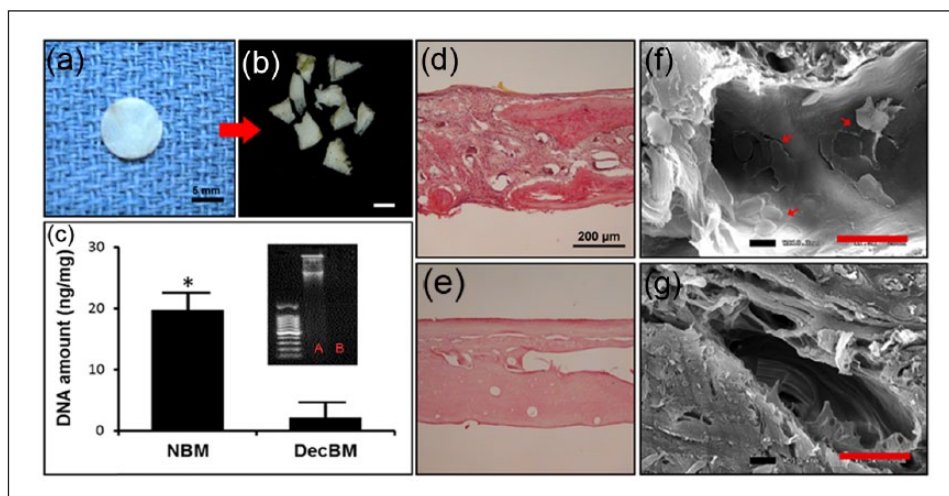 (a)
5 mm
(b)
(c)
DNA amount (ng/mg)
30
20
10
0
*
A B
NBM
DecBM
(d)
200 μm
(e)
(f)
(g)